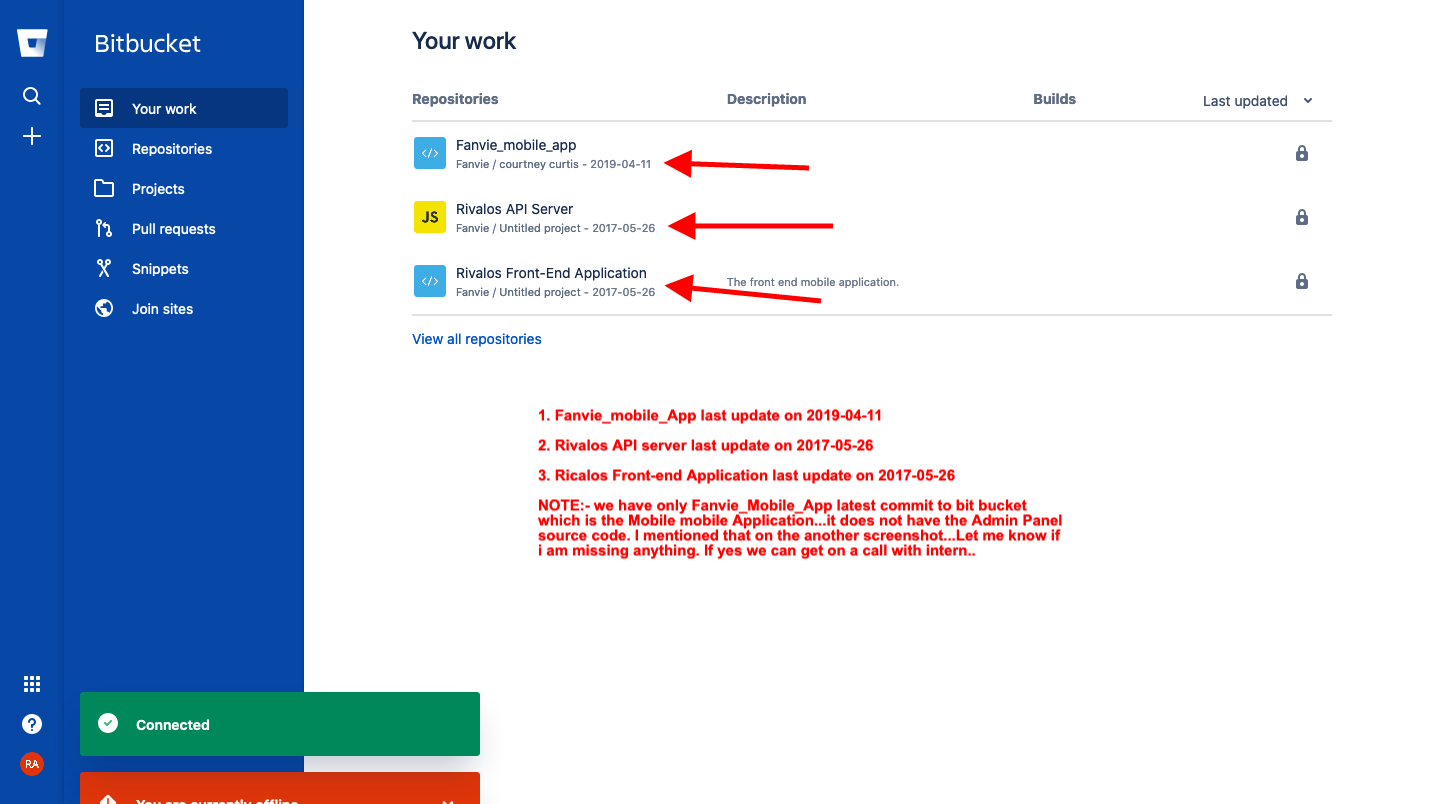 Bitbucket
Your work
Repositories
Projects
Pull requests
Snippets
Join sites
Your work
Repositories Description Builds Last updated
</>
Fanvie_mobile_app
Fanvie / courtney curtis - 2019-04-11
JS
Rivalos API Server
Fanvie / Untitled project - 2017-05-26
</>
Rivalos Front-End Application
Fanvie / Untitled project - 2017-05-26
The front end mobile application.
View all repositories
1. Fanvie_mobile_App last update on 2019-04-11
2. Rivalos API server last update on 2017-05-26
3. Ricalos Front-end Application last update on 2017-05-26
NOTE:- we have only Fanvie_Mobile_App latest commit to bit bucket
which is the Mobile mobile Application...it does not have the Admin Panel
source code. I mentioned that on the another screenshot...Let me know if
i am missing anything. If yes we can get on a call with intern..
?
RA
Connected
You are currently offline